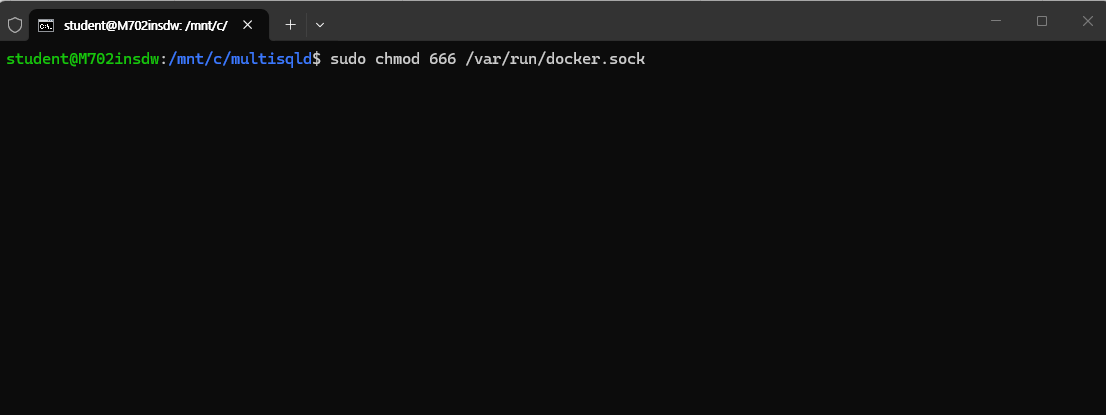 student@M702insdw: /mnt/c/
student@M702insdw:/mnt/c/multisqld$ sudo chmod 666 /var/run/docker.sock